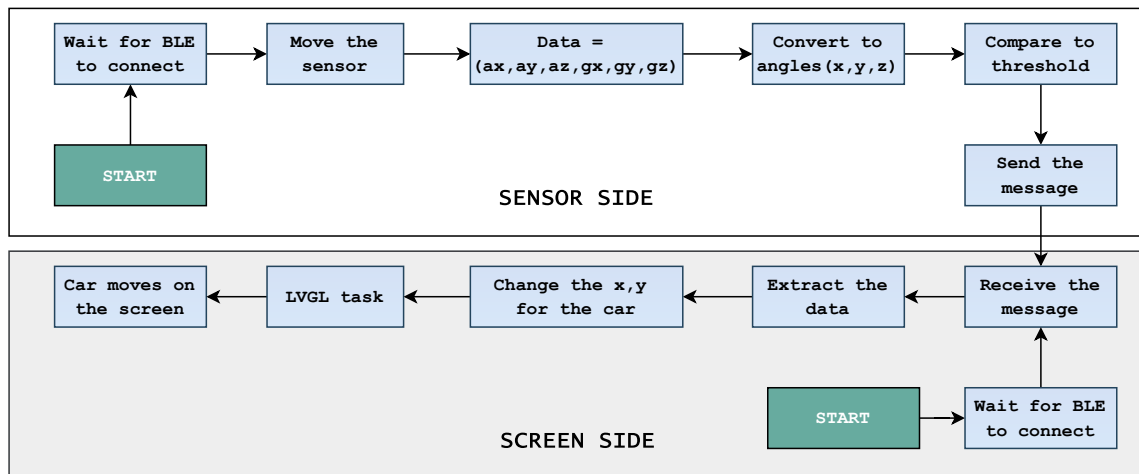 Wait for BLE
to connect
Move the
sensor
Data =
(ax,ay,az,gx,gy,gz)
Convert to
angles(x,y,z)
Compare to
threshold
START
Send the
message
SENSOR SIDE
Car moves on
the screen
LVGL task
Change the x,y
for the car
Extract the
data
Receive the
message
START
Wait for BLE
to connect
SCREEN SIDE